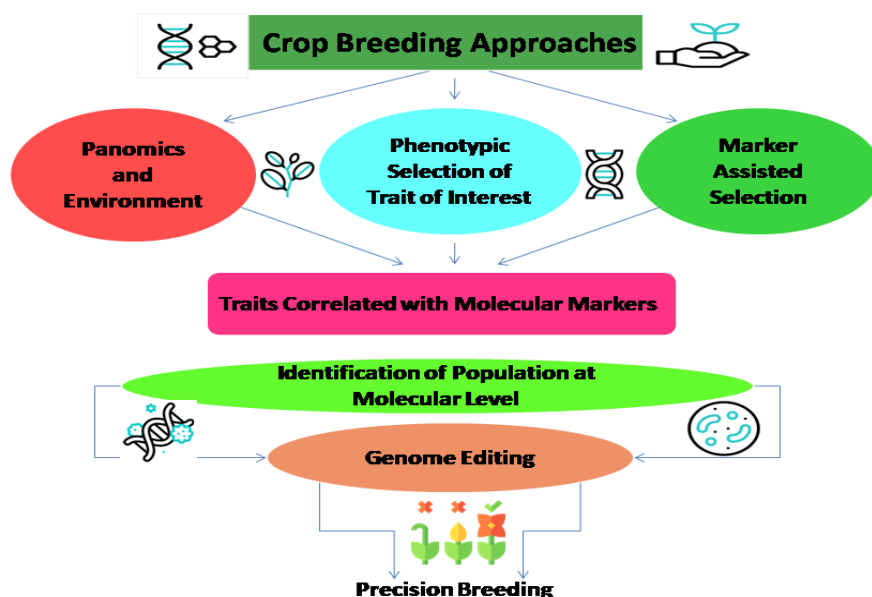 Crop Breeding Approaches
Panomics
and
Environment
Phenotypic
Selection of
Trait of Interest
Marker
Assisted
Selection
Traits Correlated with Molecular Markers
Identification of Population at
Molecular Level
Genome Editing
Precision Breeding